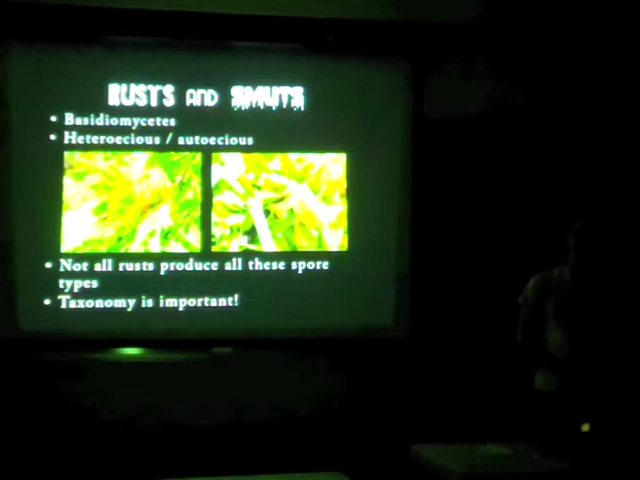 RUSTS AND SMUTS
• Basidiomycetes
• Heteroecious / autoecious
• Not all rusts produce all these spore
types
• Taxonomy is important!